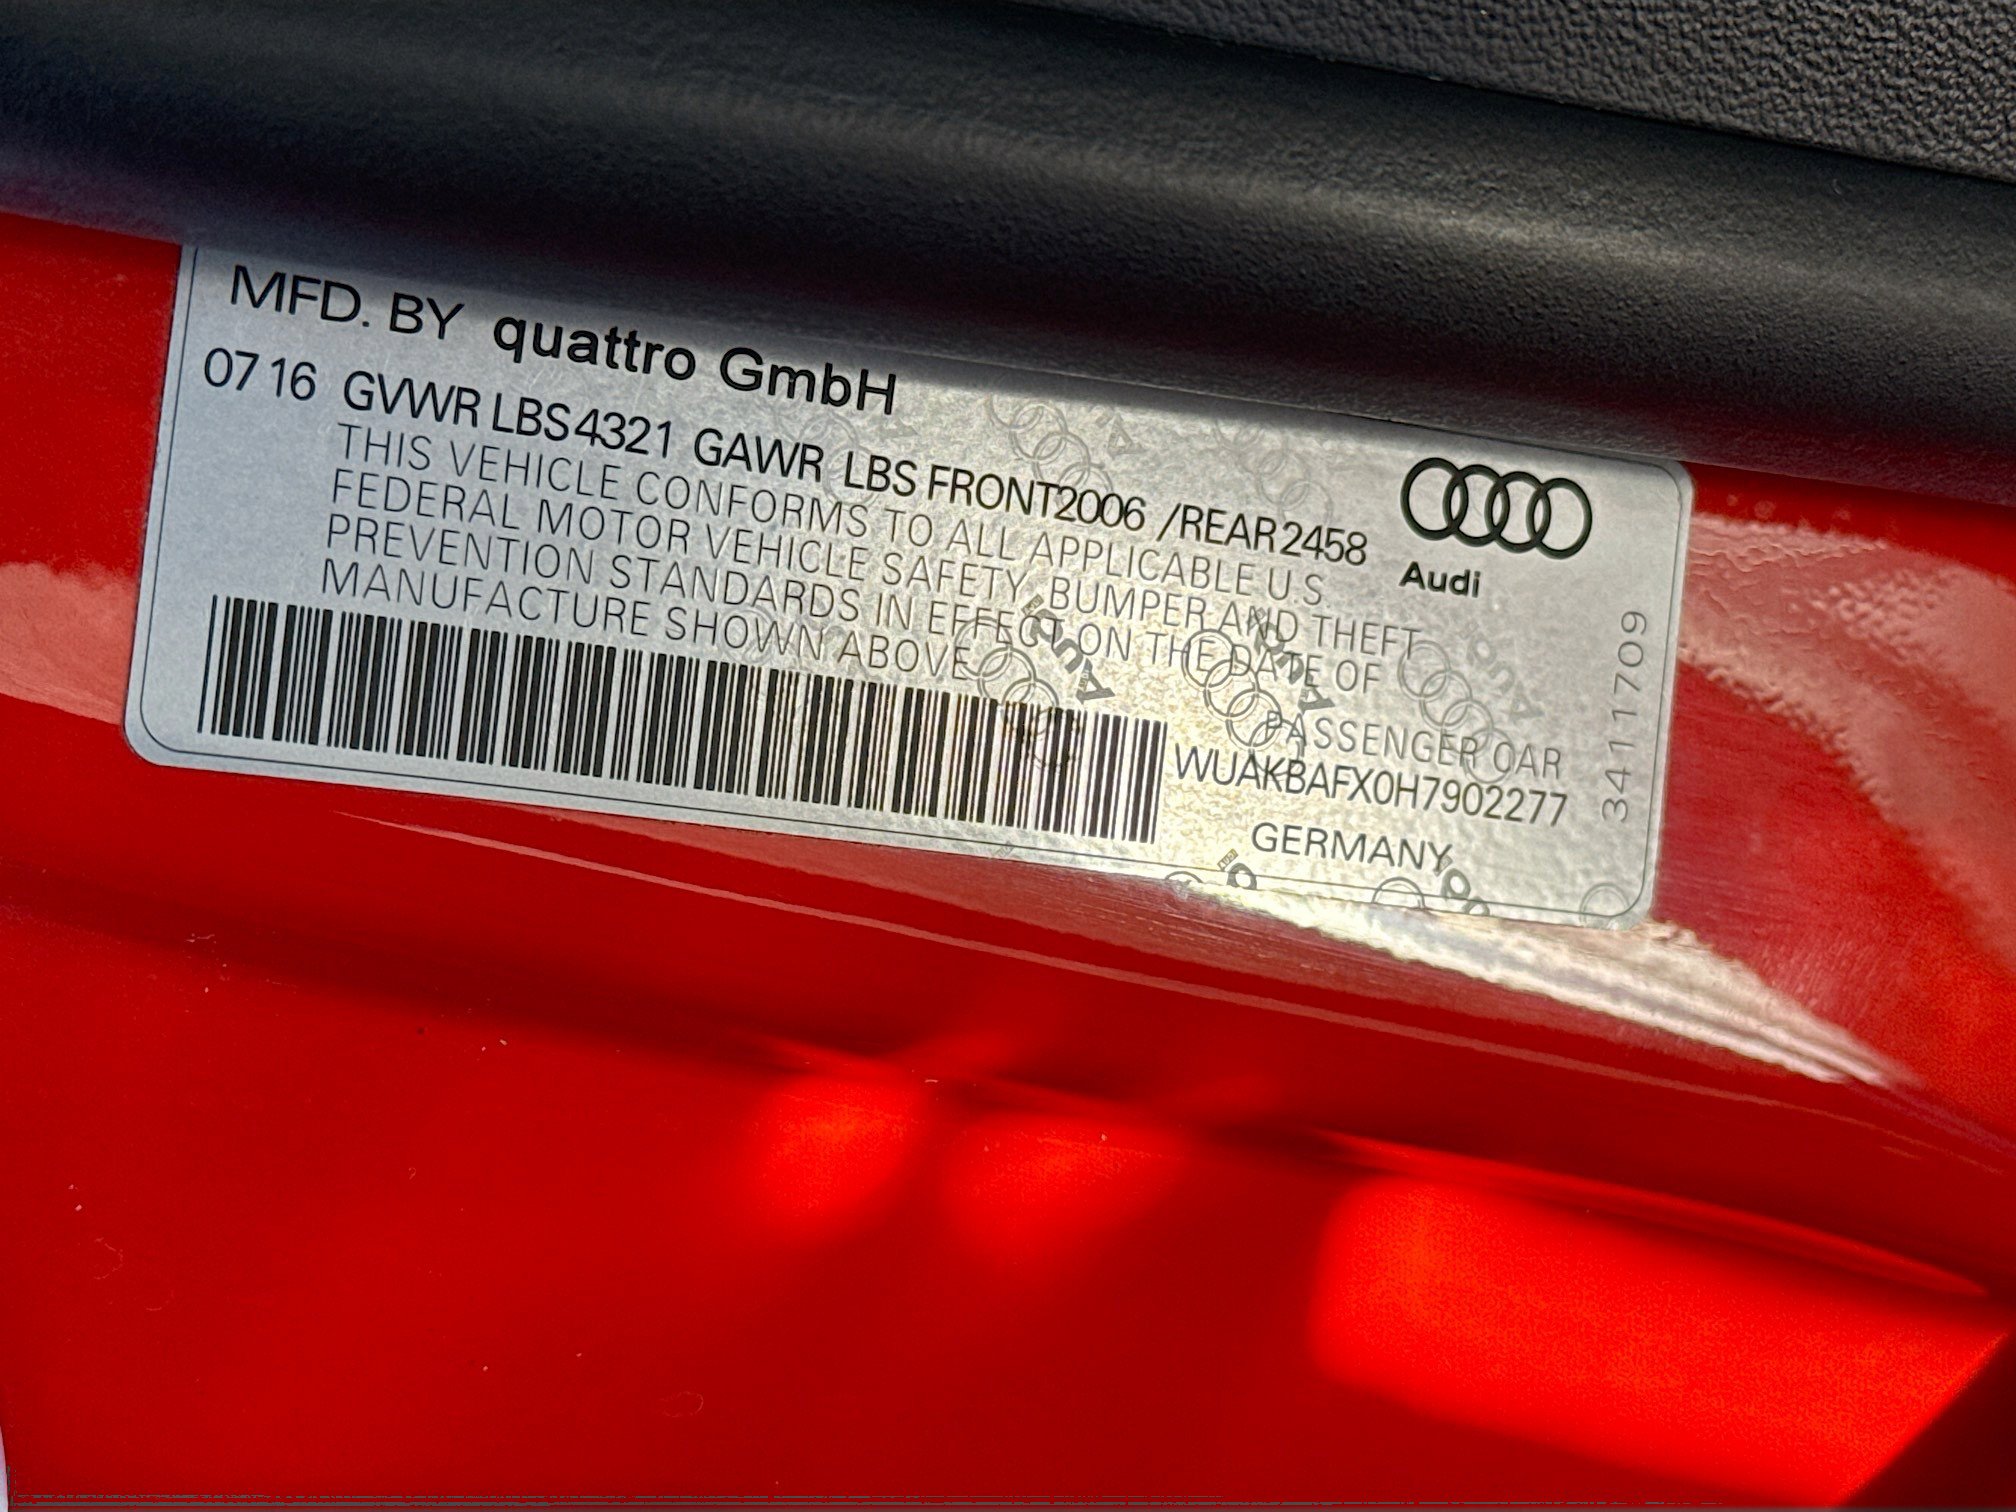 MFD. BY quattro GmbH
07 16 GVWR LBS 4321 GAWR LBS FRONT 2006 /REAR 2458
THIS VEHICLE CONFORMS TO ALL APPLICABLE U.S
FEDERAL MOTOR VEHICLE SAFETY, BUMPER AND THEFT
PREVENTION STANDARDS IN EFFECT ON THE DATE OF
MANUFACTURE SHOWN ABOVE
Audi
PASSENGER CAR
WUAKBAFX0H7902277
GERMANY
3411709